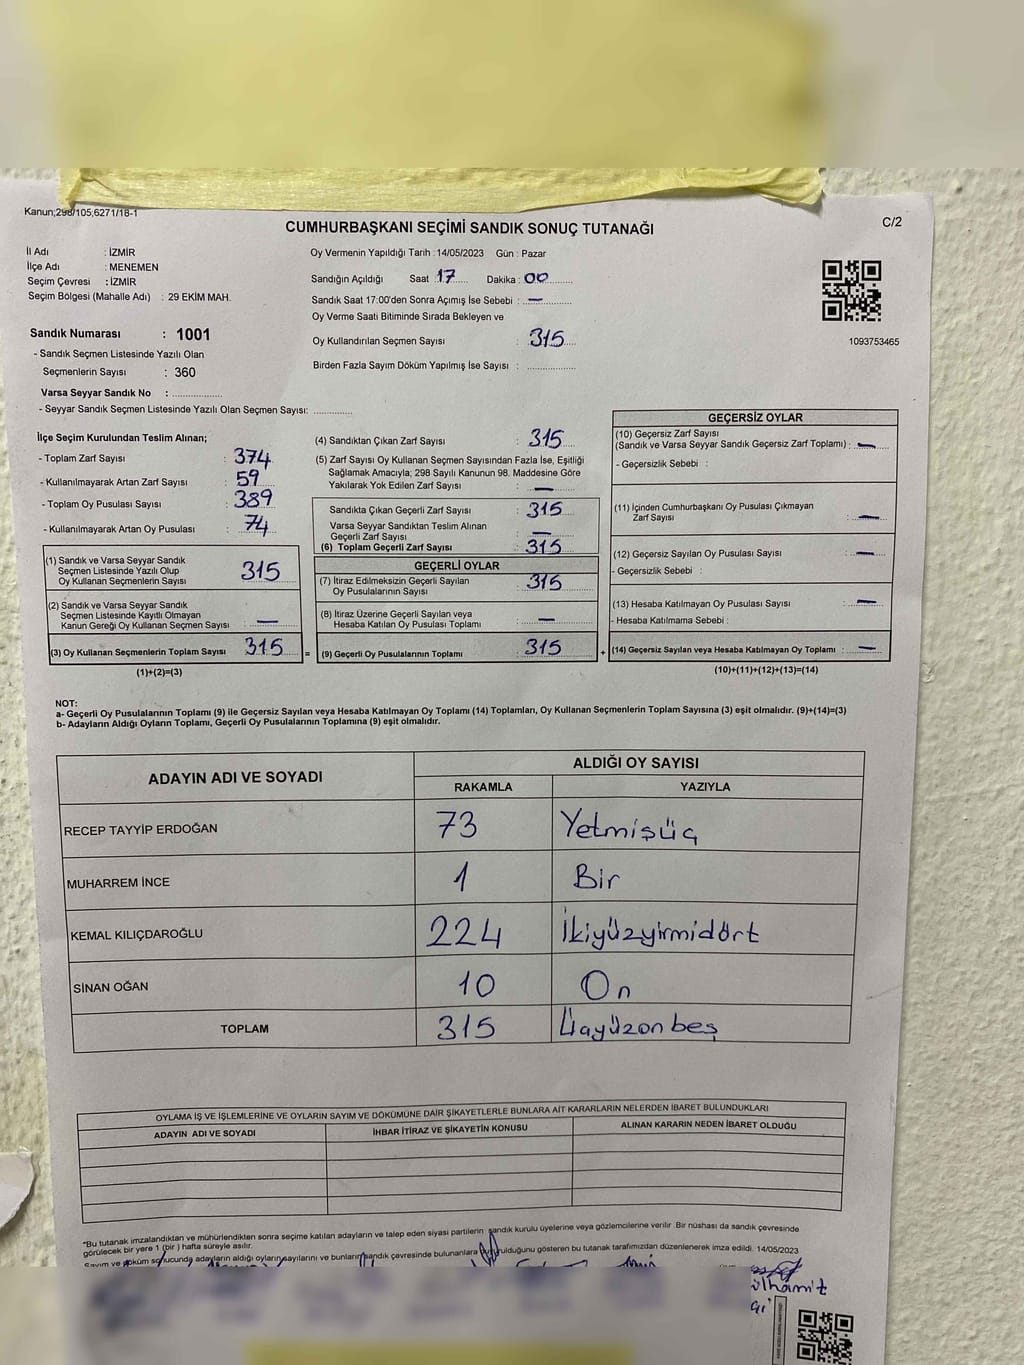 Kanun;298/105,6271/18-1
C/2
CUMHURBAŞKANI SEÇİMİ SANDIK SONUÇ TUTANAĞI
İl Adı : İZMİR
İlçe Adı : MENEMEN
Seçim Çevresi : İZMİR
Seçim Bölgesi (Mahalle Adı) : 29 EKİM MAH.
Sandık Numarası : 1001
- Sandık Seçmen Listesinde Yazılı Olan
Seçmenlerin Sayısı : 360
Varsa Seyyar Sandık No : ..............
- Seyyar Sandık Seçmen Listesinde Yazılı Olan Seçmen Sayısı: ............
Oy Vermenin Yapıldığı Tarih : 14/05/2023 Gün : Pazar
Sandığın Açıldığı Saat 17 Dakika : 00
Sandık Saat 17:00'den Sonra Açımış İse Sebebi : —
Oy Verme Saati Bitiminde Sırada Bekleyen ve
Oy Kullandırılan Seçmen Sayısı : 315
Birden Fazla Sayım Döküm Yapılmış İse Sayısı : ..............
1093753465
İlçe Seçim Kurulundan Teslim Alınan;
- Toplam Zarf Sayısı : 374
- Kullanılmayarak Artan Zarf Sayısı : 59
- Toplam Oy Pusulası Sayısı : 389
- Kullanılmayarak Artan Oy Pusulası : 74
(1) Sandık ve Varsa Seyyar Sandık
Seçmen Listesinde Yazılı Olup
Oy Kullanan Seçmenlerin Sayısı 315
(2) Sandık ve Varsa Seyyar Sandık
Seçmen Listesinde Kayıtlı Olmayan
Kanun Gereği Oy Kullanan Seçmen Sayısı : —
(3) Oy Kullanan Seçmenlerin Toplam Sayısı : 315
(1)+(2)=(3)
(4) Sandıktan Çıkan Zarf Sayısı : 315
(5) Zarf Sayısı Oy Kullanan Seçmen Sayısından Fazla İse, Eşitliği
Sağlamak Amacıyla; 298 Sayılı Kanunun 98. Maddesine Göre
Yakılarak Yok Edilen Zarf Sayısı : —
Sandıkta Çıkan Geçerli Zarf Sayısı : 315
Varsa Seyyar Sandıktan Teslim Alınan
Geçerli Zarf Sayısı : —
(6) Toplam Geçerli Zarf Sayısı : 315
GEÇERLİ OYLAR
(7) İtiraz Edilmeksizin Geçerli Sayılan
Oy Pusulalarının Sayısı : 315
(8) İtiraz Üzerine Geçerli Sayılan veya
Hesaba Katılan Oy Pusulası Toplamı : —
= (9) Geçerli Oy Pusulalarının Toplamı : 315
GEÇERSİZ OYLAR
(10) Geçersiz Zarf Sayısı
(Sandık ve Varsa Seyyar Sandık Geçersiz Zarf Toplamı) : —
- Geçersizlik Sebebi :
(11) İçinden Cumhurbaşkanı Oy Pusulası Çıkmayan
Zarf Sayısı : —
(12) Geçersiz Sayılan Oy Pusulası Sayısı : —
- Geçersizlik Sebebi :
(13) Hesaba Katılmayan Oy Pusulası Sayısı : —
- Hesaba Katılmama Sebebi :
+ (14) Geçersiz Sayılan veya Hesaba Katılmayan Oy Toplamı : —
(10)+(11)+(12)+(13)=(14)
NOT:
a- Geçerli Oy Pusulalarının Toplamı (9) ile Geçersiz Sayılan veya Hesaba Katılmayan Oy Toplamı (14) Toplamları, Oy Kullanan Seçmenlerin Toplam Sayısına (3) eşit olmalıdır. (9)+(14)=(3)
b- Adayların Aldığı Oyların Toplamı, Geçerli Oy Pusulalarının Toplamına (9) eşit olmalıdır.
ADAYIN ADI VE SOYADI
ALDIĞI OY SAYISI
RAKAMLA YAZIYLA
RECEP TAYYİP ERDOĞAN 73 Yetmişüç
MUHARREM İNCE 1 Bir
KEMAL KILIÇDAROĞLU 224 İkiyüzyirmidört
SİNAN OĞAN 10 On
TOPLAM 315 Üçyüzonbeş
OYLAMA İŞ VE İŞLEMLERİNE VE OYLARIN SAYIM VE DÖKÜMÜNE DAİR ŞİKAYETLERLE BUNLARA AİT KARARLARIN NELERDEN İBARET BULUNDUKLARI
ADAYIN ADI VE SOYADI İHBAR İTİRAZ VE ŞİKAYETİN KONUSU ALINAN KARARIN NEDEN İBARET OLDUĞU
*Bu tutanak imzalandıktan ve mühürlendikten sonra seçime katılan adayların ve talep eden siyasi partilerin sandık kurulu üyelerine veya gözlemcilerine verilir. Bir nüshası da sandık çevresinde
görülecek bir yere 1 (bir) hafta süreyle asılır.
Sayım ve döküm sonucunda adayların aldığı oyların sayılarını ve bunların sandık çevresinde bulunanlara duyurulduğunu gösteren bu tutanak tarafımızdan düzenlenerek imza edildi. 14/05/2023